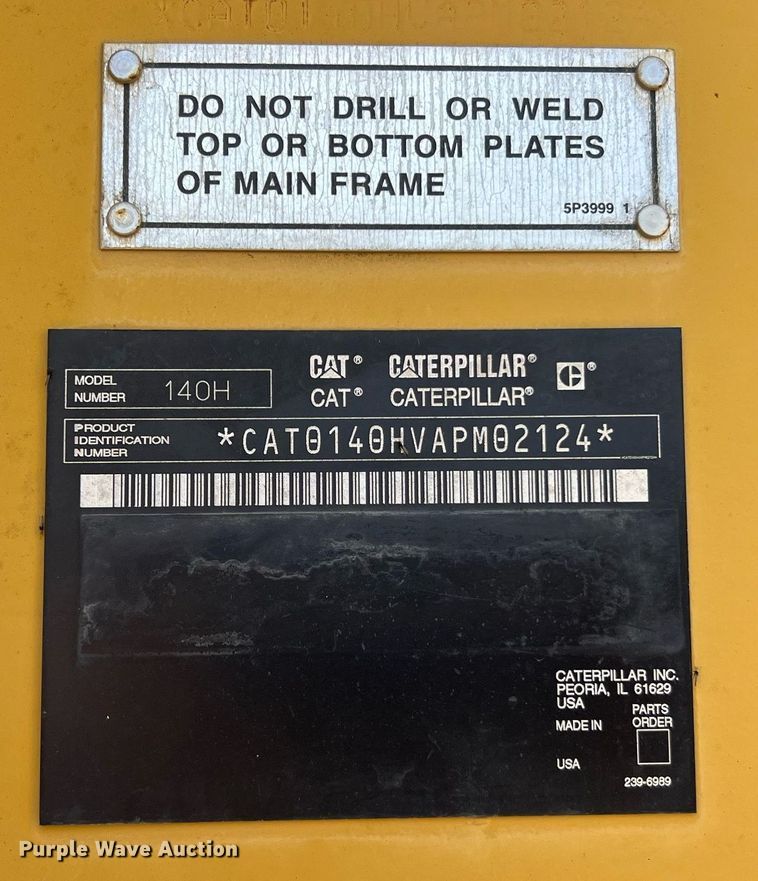 DO NOT DRILL OR WELD
TOP OR BOTTOM PLATES
OF MAIN FRAME
5P3999 1
CAT® CATERPILLAR® C®
CAT® CATERPILLAR®
MODEL
NUMBER 140H
PRODUCT
IDENTIFICATION
NUMBER *CAT0140HVAPM02124*
CATERPILLAR INC.
PEORIA, IL 61629
USA
PARTS
MADE IN ORDER
USA
239-6989
Purple Wave Auction